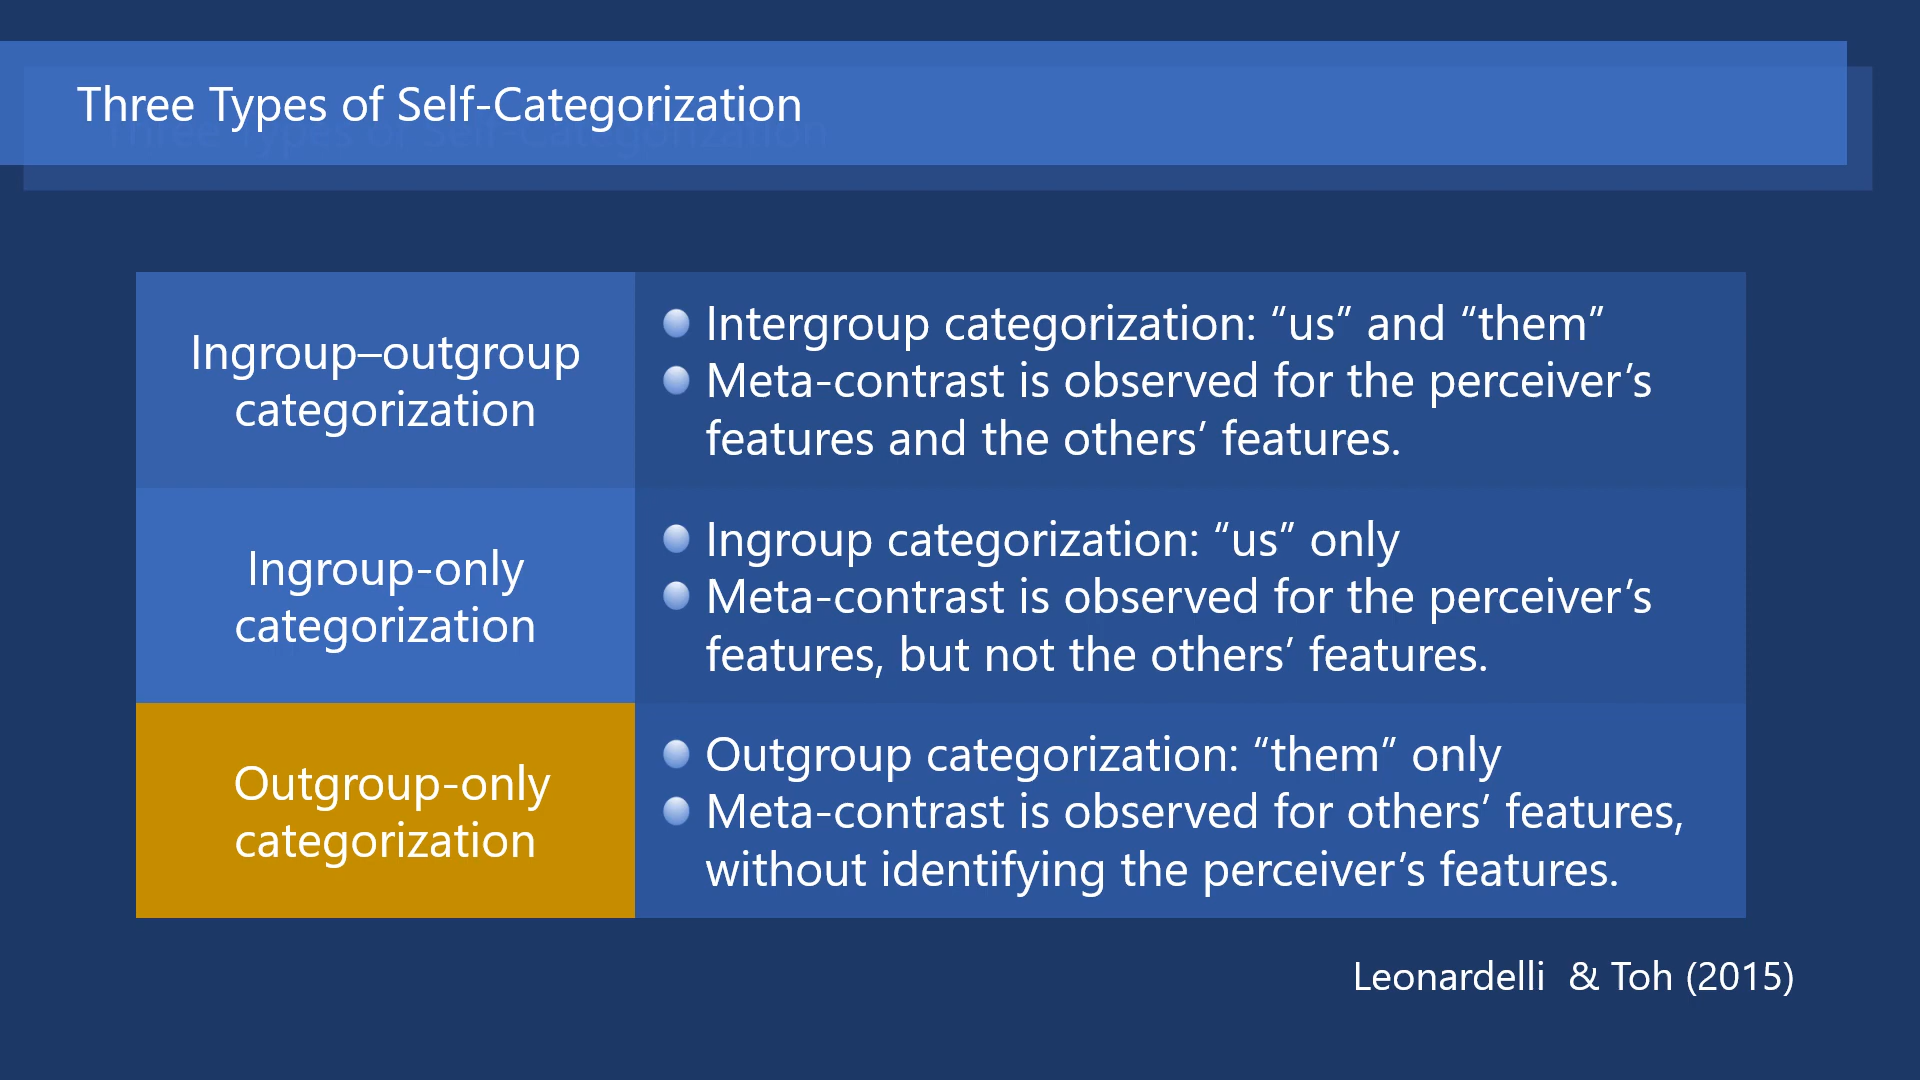 Three Types of Self-Categorization
Ingroup–outgroup
categorization
Intergroup categorization: “us” and “them”
Meta-contrast is observed for the perceiver’s
features and the others’ features.
Ingroup-only
categorization
Ingroup categorization: “us” only
Meta-contrast is observed for the perceiver’s
features, but not the others’ features.
Outgroup-only
categorization
Outgroup categorization: “them” only
Meta-contrast is observed for others’ features,
without identifying the perceiver’s features.
Leonardelli & Toh (2015)